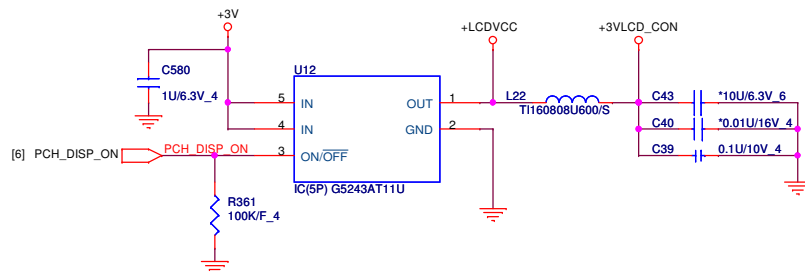 +3V
+LCDVCC
+3VLCD_CON
C580
1U/6.3V_4
U12
5
IN
4
IN
3
ON/OFF
OUT
1
GND
2
IC(5P) G5243AT11U
L22
TI160808U600/S
C43
*10U/6.3V_6
C40
*0.01U/16V_4
C39
0.1U/10V_4
[6] PCH_DISP_ON
PCH_DISP_ON
R361
100K/F_4